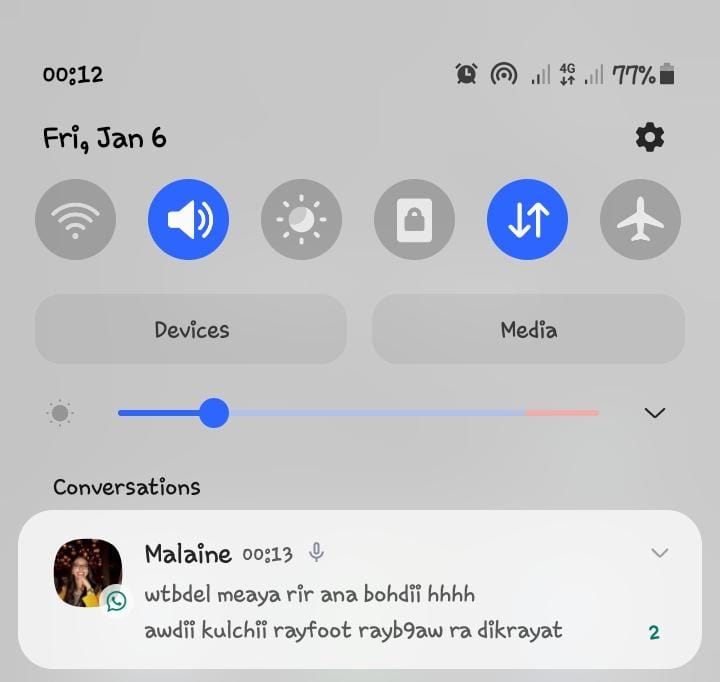 00:12
4G 77%
Fri, Jan 6
Devices
Media
Conversations
Malaine 00:13
wtbdel meaya rir ana bohdii hhhh
awdii kulchii rayfoot rayb9aw ra dikrayat
2